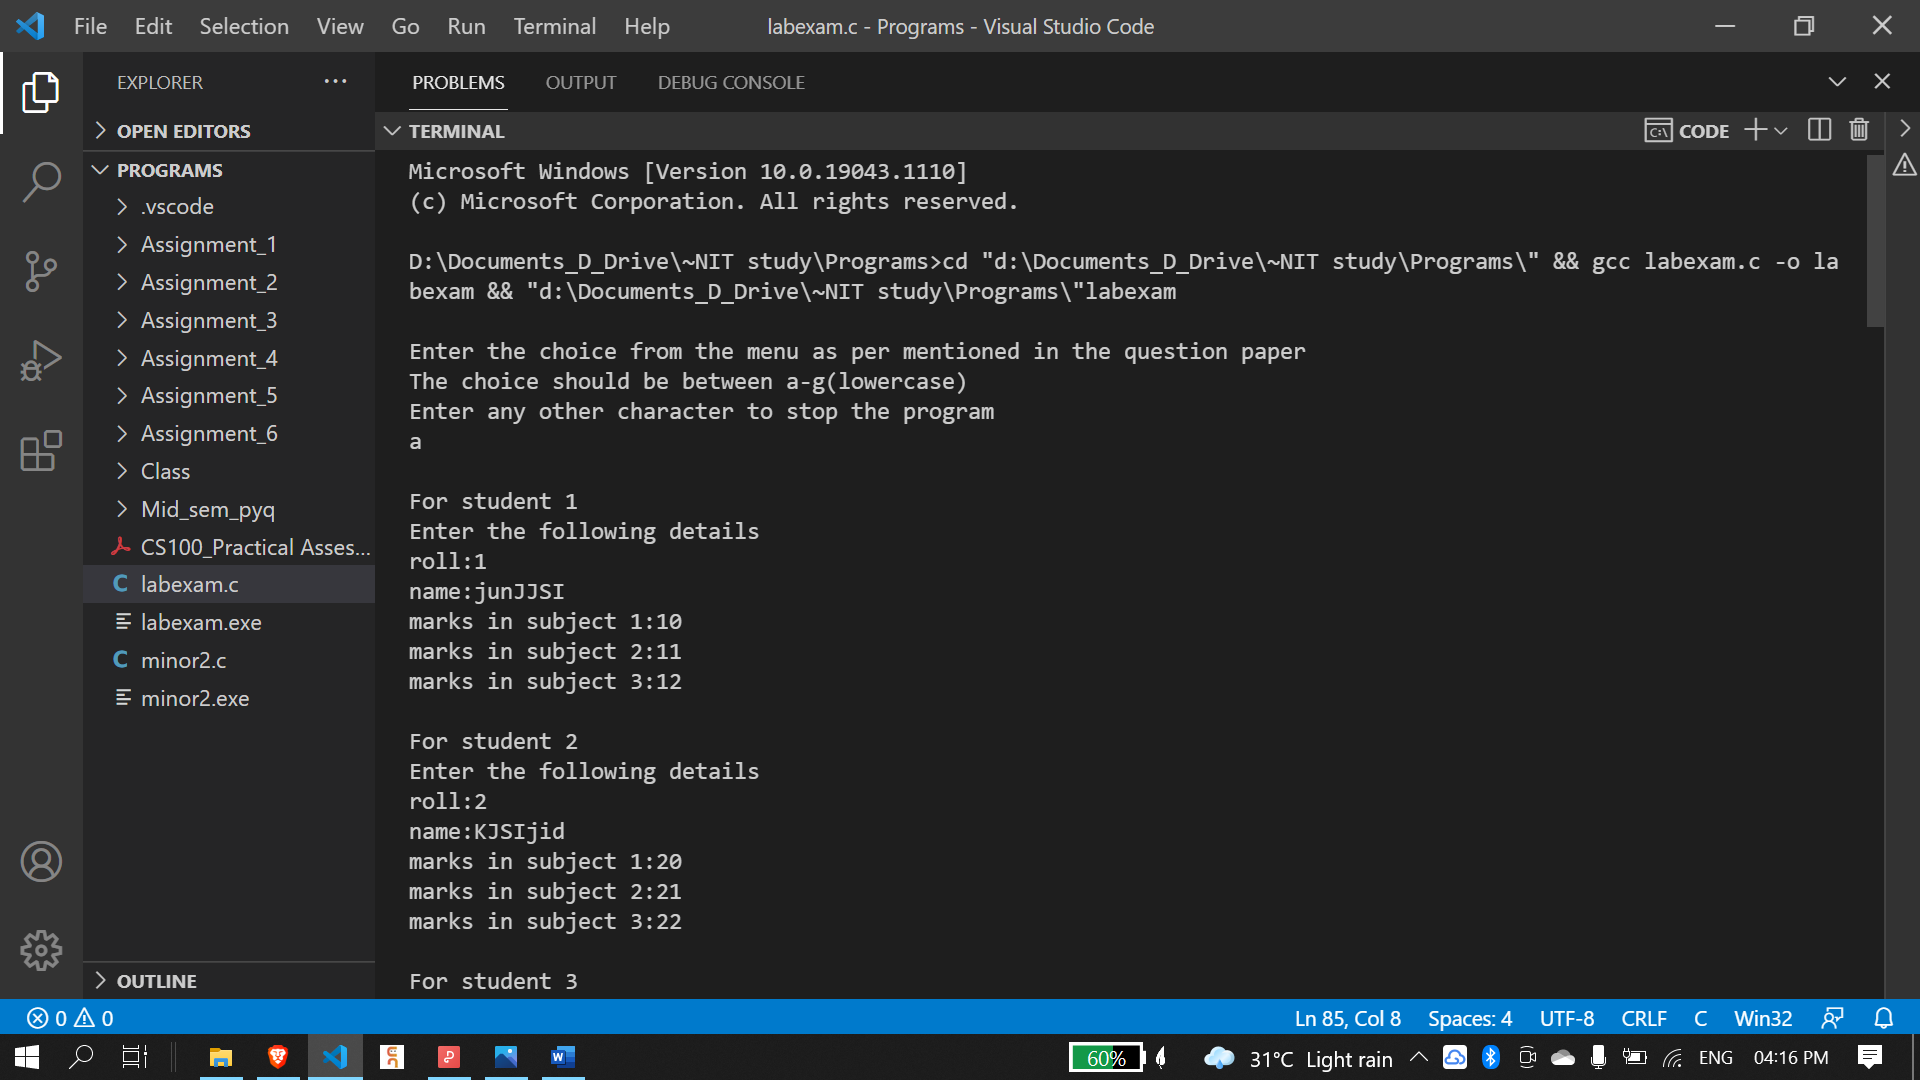 File Edit Selection View Go Run Terminal Help
labexam.c - Programs - Visual Studio Code
EXPLORER
OPEN EDITORS
PROGRAMS
.vscode
Assignment_1
Assignment_2
Assignment_3
Assignment_4
Assignment_5
Assignment_6
Class
Mid_sem_pyq
CS100_Practical Asses...
C labexam.c
labexam.exe
C minor2.c
minor2.exe
OUTLINE
PROBLEMS OUTPUT DEBUG CONSOLE
TERMINAL
CODE
Microsoft Windows [Version 10.0.19043.1110]
(c) Microsoft Corporation. All rights reserved.
D:\Documents_D_Drive\~NIT study\Programs>cd "d:\Documents_D_Drive\~NIT study\Programs\" && gcc labexam.c -o la
bexam && "d:\Documents_D_Drive\~NIT study\Programs\"labexam
Enter the choice from the menu as per mentioned in the question paper
The choice should be between a-g(lowercase)
Enter any other character to stop the program
a
For student 1
Enter the following details
roll:1
name:junJJSI
marks in subject 1:10
marks in subject 2:11
marks in subject 3:12
For student 2
Enter the following details
roll:2
name:KJSIjid
marks in subject 1:20
marks in subject 2:21
marks in subject 3:22
For student 3
0 0
Ln 85, Col 8 Spaces: 4 UTF-8 CRLF C Win32
60% 31°C Light rain ENG 04:16 PM